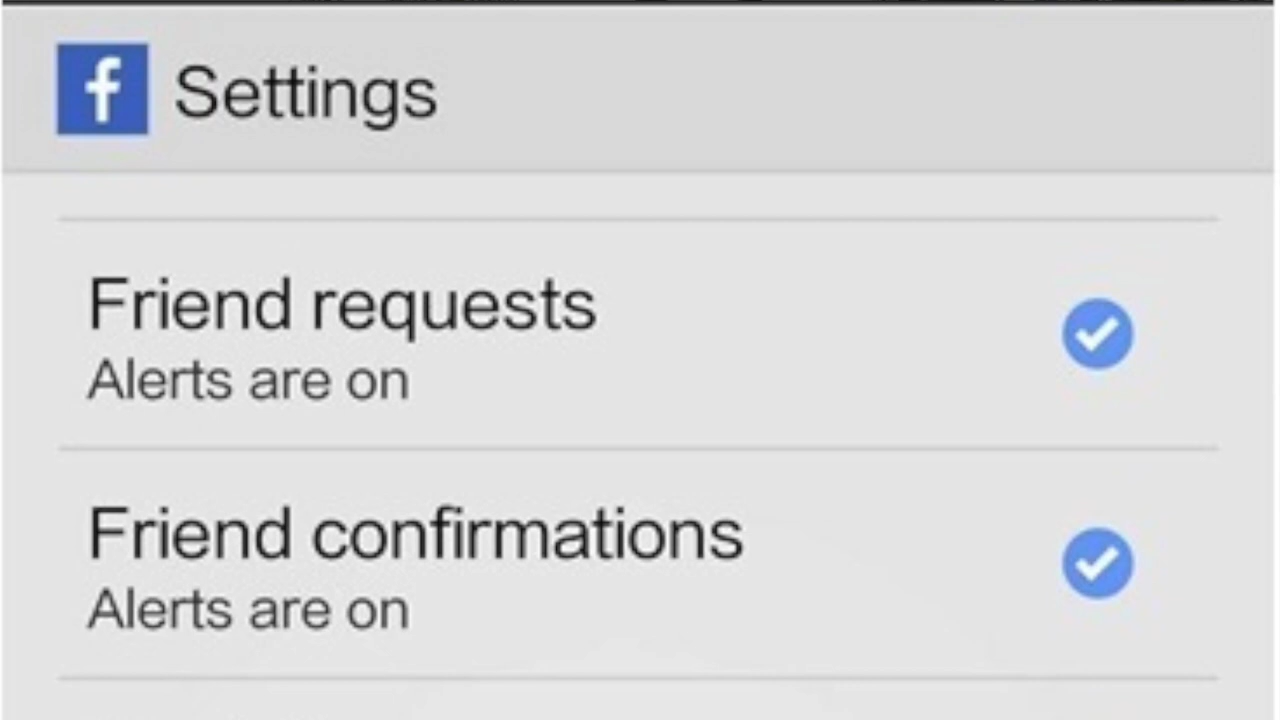 f Settings
Friend requests
Alerts are on
Friend confirmations
Alerts are on